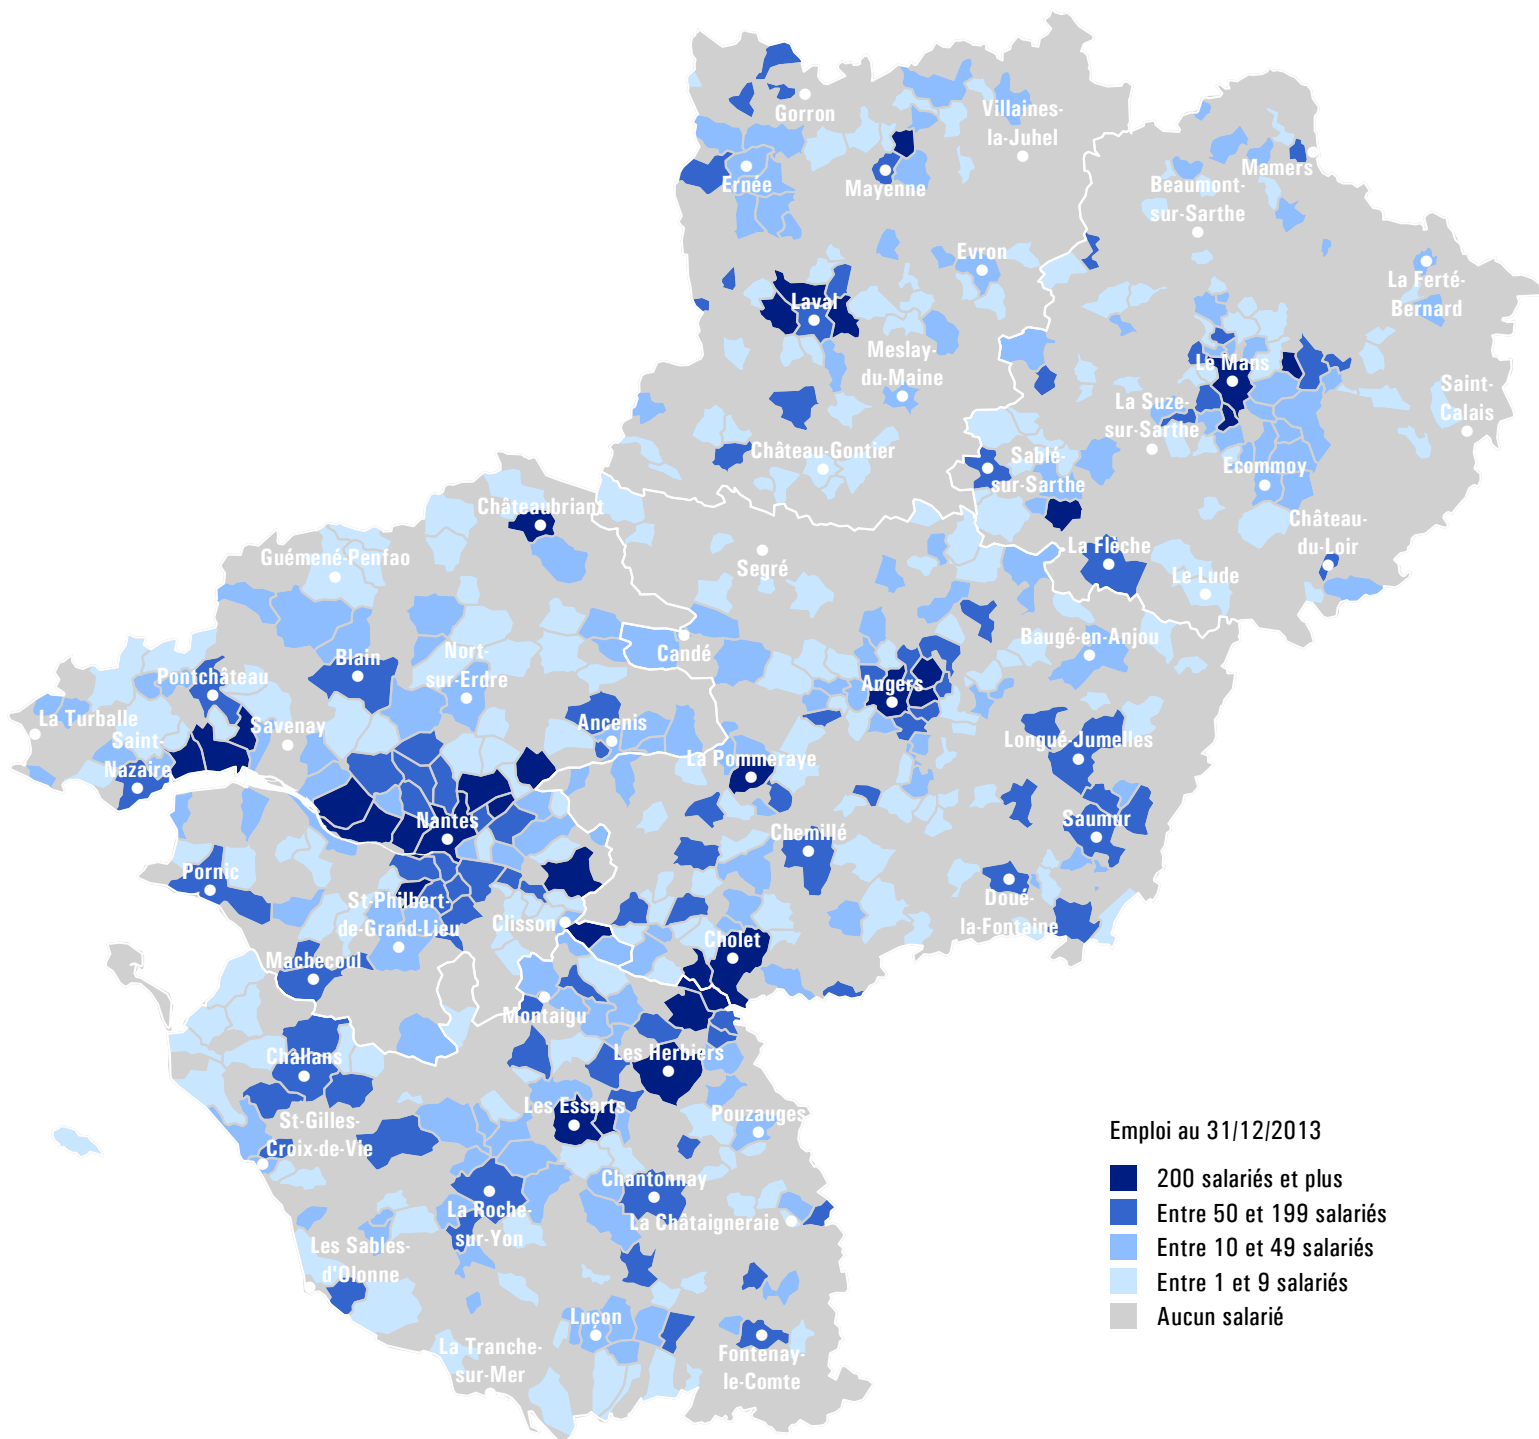 Gorron
Villaines-
la-Juhel
Ernée
Mayenne
Mamers
Beaumont-
sur-Sarthe
Evron
La Ferté-
Bernard
Laval
Meslay-
du-Maine
Le Mans
La Suze-
sur-Sarthe
Saint-
Calais
Château-Gontier
Sablé-
sur-Sarthe
Ecommoy
Châteaubriant
Château-
du-Loir
Guémené-Penfao
Segré
La Flèche
Le Lude
Candé
Baugé-en-Anjou
Blain
Nort-
sur-Erdre
Pontchâteau
Angers
La Turballe
Savenay
Ancenis
Saint-
Nazaire
Longué-Jumelles
La Pommeraye
Nantes
Chemillé
Saumur
Pornic
St-Philbert-
de-Grand-Lieu
Clisson
Doué-
la-Fontaine
Cholet
Machecoul
Montaigu
Challans
Les Herbiers
Les Essarts
Pouzauges
St-Gilles-
Croix-de-Vie
Chantonnay
La Roche-
sur-Yon
La Châtaigneraie
Les Sables-
d'Olonne
Luçon
La Tranche-
sur-Mer
Fontenay-
le-Comte
Emploi au 31/12/2013
200 salariés et plus
Entre 50 et 199 salariés
Entre 10 et 49 salariés
Entre 1 et 9 salariés
Aucun salarié